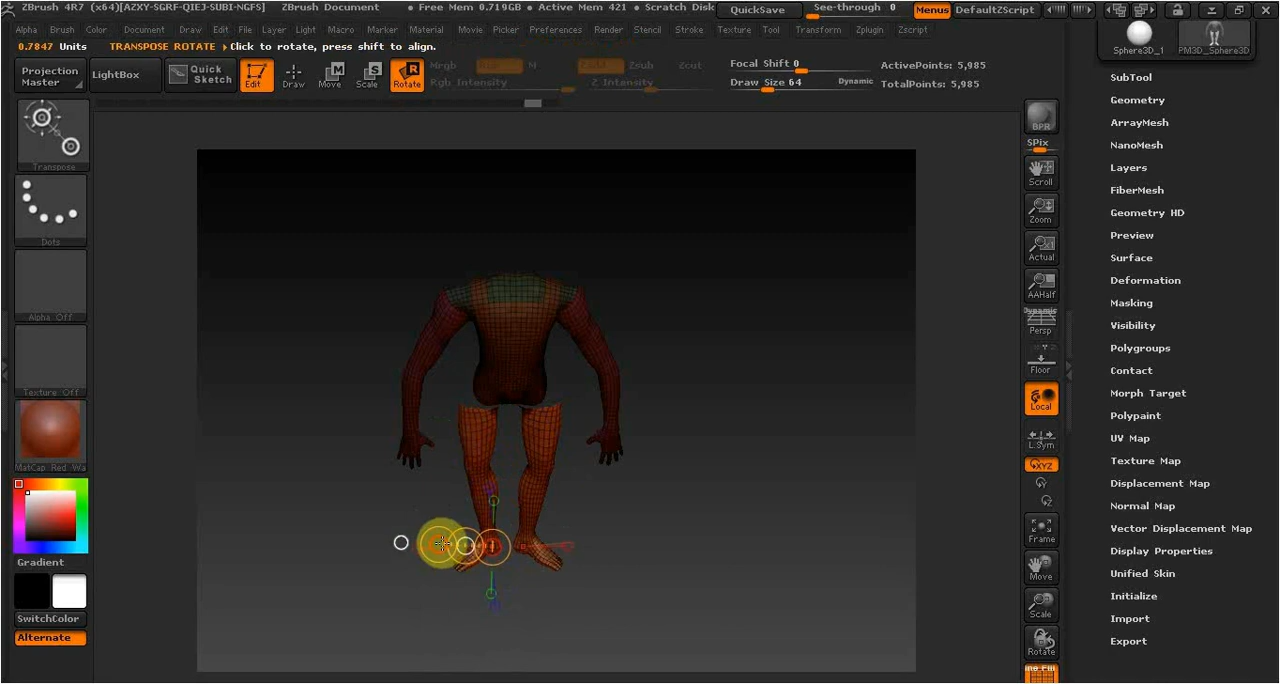 ZBrush 4R7 (x64)[AZXY-SGRF-QIEJ-SUBI-NGFS] ZBrush Document • Free Mem 0.719GB • Active Mem 421 • Scratch Disk QuickSave See-through 0 Menus DefaultZScript
Alpha Brush Color Document Draw Edit File Layer Light Macro Marker Material Movie Picker Preferences Render Stencil Stroke Texture Tool Transform Zplugin Zscript
0.7847 Units TRANSPOSE ROTATE Click to rotate, press shift to align.
Projection Master
LightBox
Quick Sketch
Edit
Draw
Move
Scale
Rotate
Mrgb M Zsub Zcut
Rgb Intensity Z Intensity
Focal Shift 0
Draw Size 64 Dynamic
ActivePoints: 5,985
TotalPoints: 5,985
Transpose
Dots
Alpha Off
Texture Off
MatCap Red Wa
Gradient
SwitchColor
Alternate
BPR
SPix
Scroll
Zoom
Actual
AAHalf
Dynamic
Persp
Floor
Local
L.Sym
XYZ
Y
Z
Frame
Move
Scale
Rotate
Sphere3D_1 PM3D_Sphere3D
SubTool
Geometry
ArrayMesh
NanoMesh
Layers
FiberMesh
Geometry HD
Preview
Surface
Deformation
Masking
Visibility
Polygroups
Contact
Morph Target
Polypaint
UV Map
Texture Map
Displacement Map
Normal Map
Vector Displacement Map
Display Properties
Unified Skin
Initialize
Import
Export